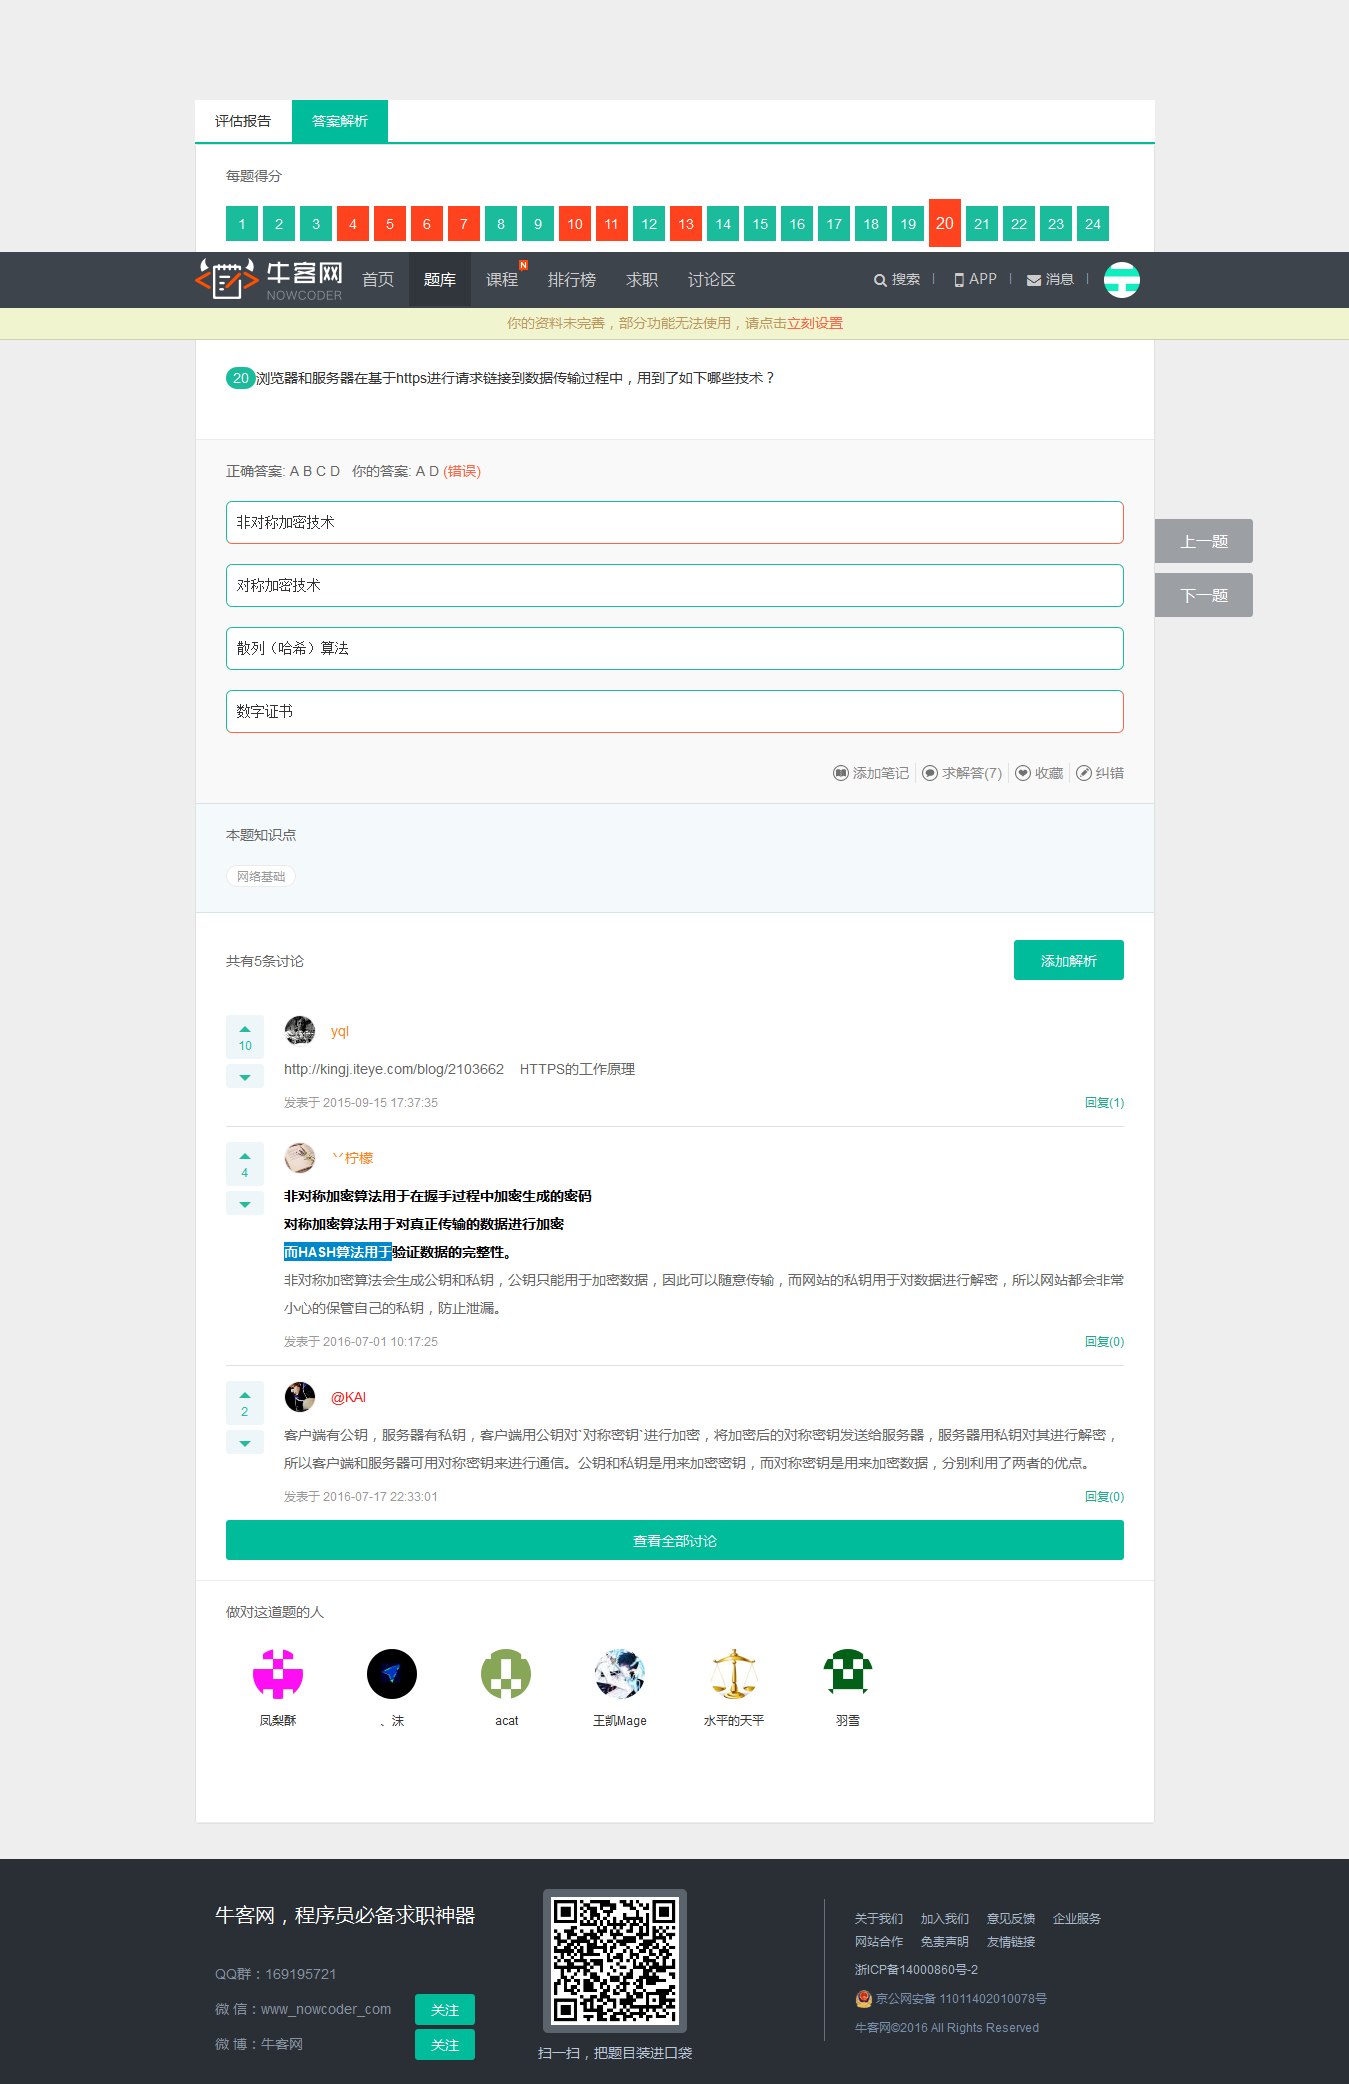 评估报告 答案解析
每题得分
1 2 3 4 5 6 7 8 9 10 11 12 13 14 15 16 17 18 19 20 21 22 23 24
牛客网 NOWCODER 首页 题库 课程 N 排行榜 求职 讨论区 搜索 APP 消息
你的资料未完善，部分功能无法使用，请点击立刻设置
20 浏览器和服务器在基于https进行请求链接到数据传输过程中，用到了如下哪些技术？
正确答案: A B C D 你的答案: A D (错误)
非对称加密技术
上一题
对称加密技术
下一题
散列（哈希）算法
数字证书
添加笔记 求解答(7) 收藏 纠错
本题知识点
网络基础
共有5条讨论 添加解析
10
yql
http://kingj.iteye.com/blog/2103662 HTTPS的工作原理
发表于 2015-09-15 17:37:35 回复(1)
4
丷柠檬
非对称加密算法用于在握手过程中加密生成的密码
对称加密算法用于对真正传输的数据进行加密
而HASH算法用于验证数据的完整性。
非对称加密算法会生成公钥和私钥，公钥只能用于加密数据，因此可以随意传输，而网站的私钥用于对数据进行解密，所以网站都会非常
小心的保管自己的私钥，防止泄漏。
发表于 2016-07-01 10:17:25 回复(0)
2
@KAI
客户端有公钥，服务器有私钥，客户端用公钥对`对称密钥`进行加密，将加密后的对称密钥发送给服务器，服务器用私钥对其进行解密，
所以客户端和服务器可用对称密钥来进行通信。公钥和私钥是用来加密密钥，而对称密钥是用来加密数据，分别利用了两者的优点。
发表于 2016-07-17 22:33:01 回复(0)
查看全部讨论
做对这道题的人
凤梨酥 、沫 acat 王凯Mage 水平的天平 羽雪
牛客网，程序员必备求职神器
QQ群：169195721
微 信：www_nowcoder_com 关注
微 博：牛客网 关注
扫一扫，把题目装进口袋
关于我们 加入我们 意见反馈 企业服务
网站合作 免责声明 友情链接
浙ICP备14000860号-2
京公网安备 11011402010078号
牛客网©2016 All Rights Reserved